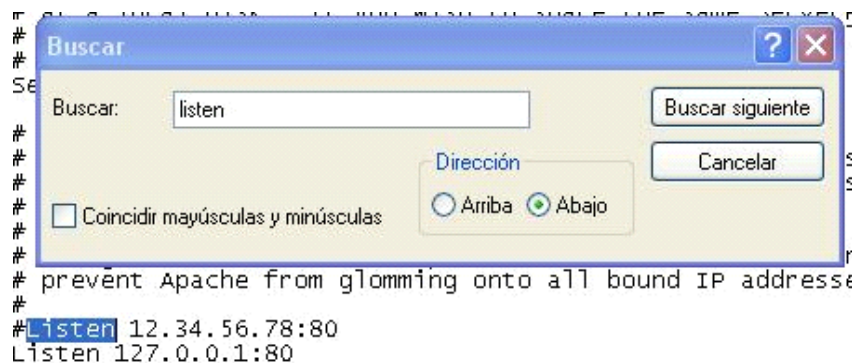 #
#
Se
Buscar
Buscar:
listen
Buscar siguiente
Cancelar
Dirección
Arriba
Abajo
Coincidir mayúsculas y minúsculas
#
#
#
#
#
#
# prevent Apache from glomming onto all bound IP addresse
#
#Listen 12.34.56.78:80
Listen 127.0.0.1:80